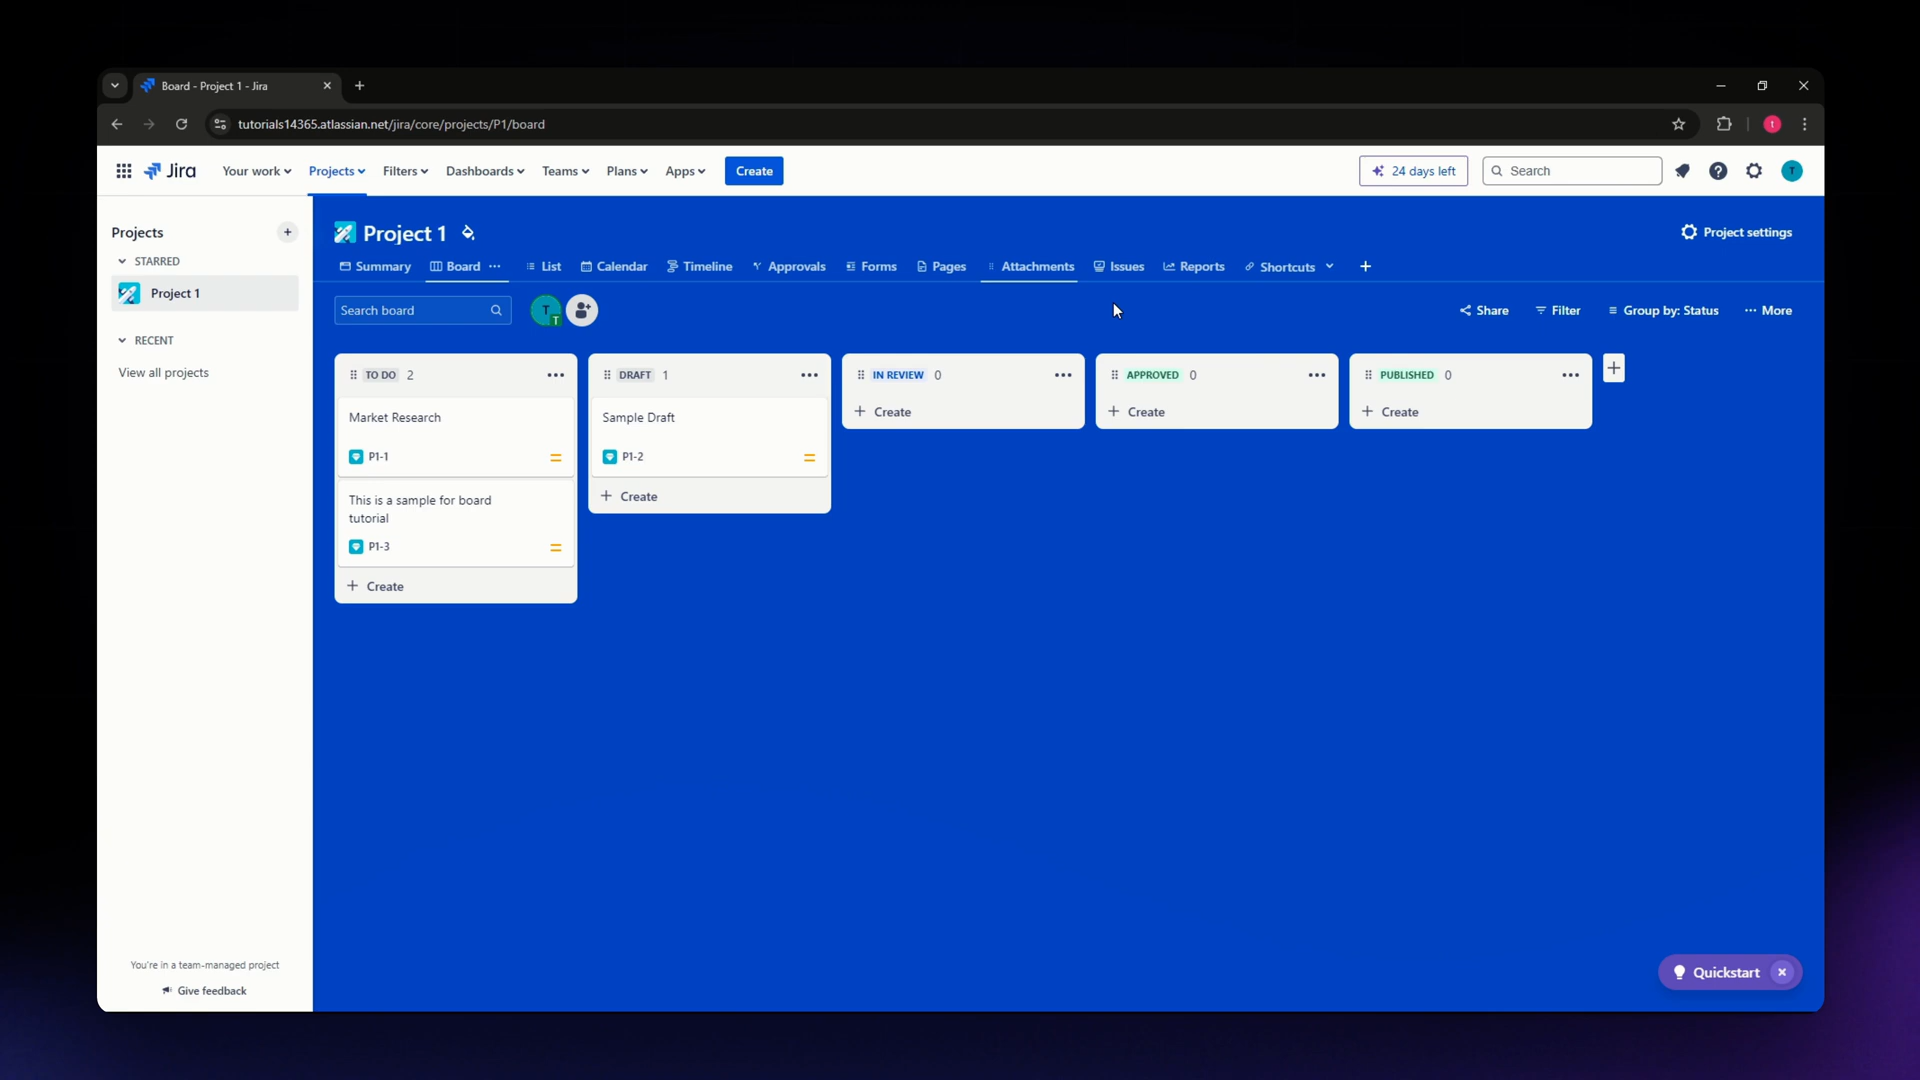 Board - Project 1 - Jira
tutorials14365.atlassian.net/jira/core/projects/P1/board
Jira Your work Projects Filters Dashboards Teams Plans Apps Create 24 days left Search T
Projects
STARRED
Project 1
RECENT
View all projects
You're in a team-managed project
Give feedback
Project 1
Project settings
Summary Board List Calendar Timeline Approvals Forms Pages Attachments Issues Reports Shortcuts
Search board T T Share Filter Group by: Status More
TO DO 2
Market Research
P1-1
This is a sample for board
tutorial
P1-3
Create
DRAFT 1
Sample Draft
P1-2
Create
IN REVIEW 0
Create
APPROVED 0
Create
PUBLISHED 0
Create
Quickstart